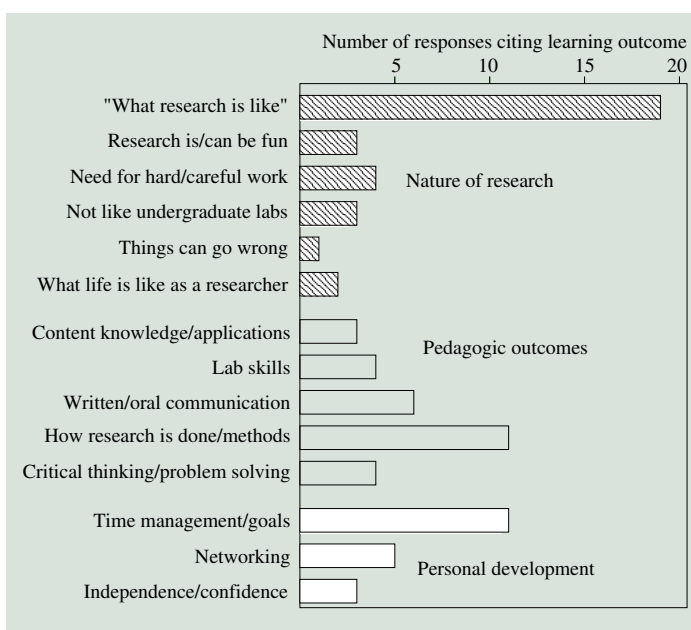 Number of responses citing learning outcome
5 10 15 20
"What research is like"
Research is/can be fun
Need for hard/careful work
Nature of research
Not like undergraduate labs
Things can go wrong
What life is like as a researcher
Content knowledge/applications
Pedagogic outcomes
Lab skills
Written/oral communication
How research is done/methods
Critical thinking/problem solving
Time management/goals
Networking
Personal development
Independence/confidence